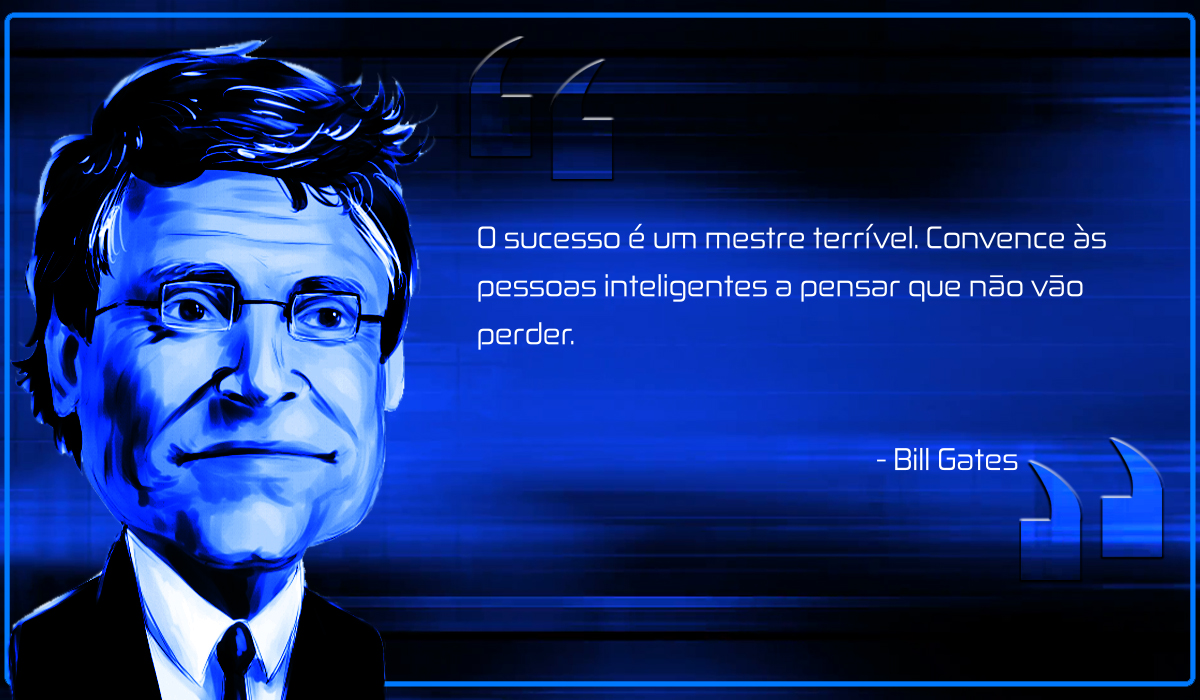 O sucesso é um mestre terrível. Convence às
pessoas inteligentes a pensar que não vão
perder.
- Bill Gates